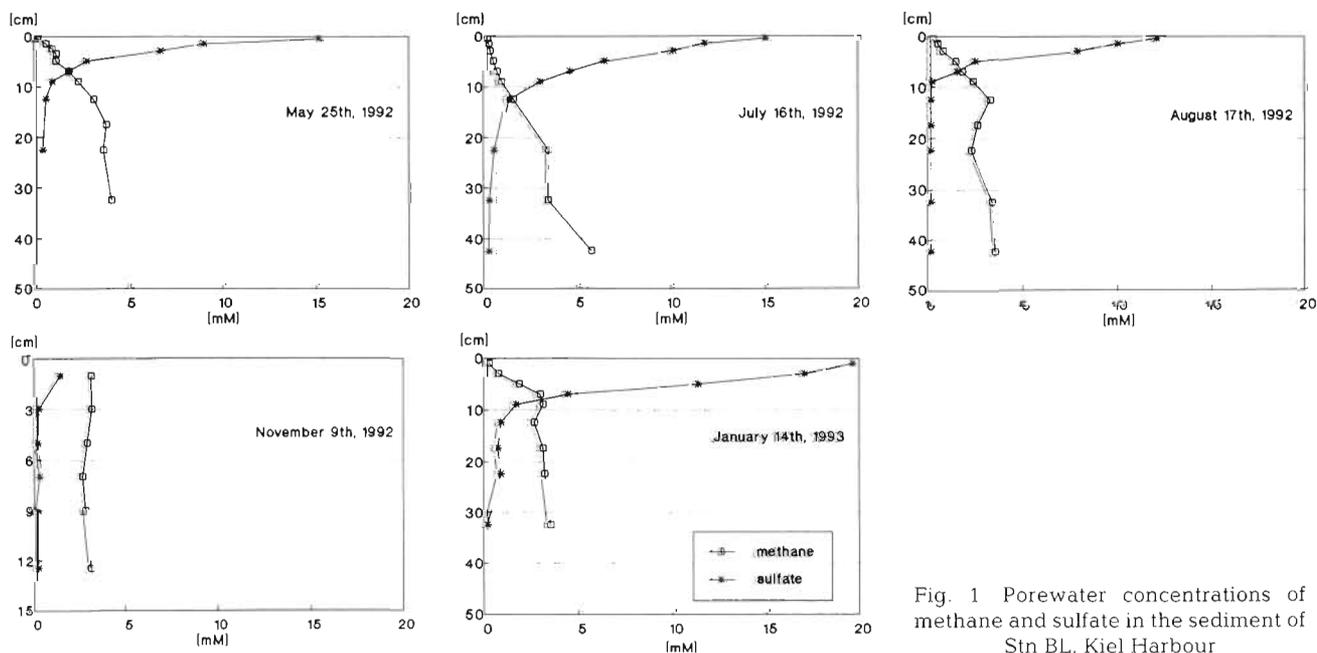 [cm]
0
10
20
30
40
50
May 25th, 1992
0 5 10 15 20
[mM]
[cm]
0
10
20
30
40
50
July 16th, 1992
0 5 10 15 20
[mM]
[cm]
0
10
20
30
40
50
August 17th, 1992
20
[mM]
[cm]
0
3
6
9
12
15
November 9th, 1992
0 5 10 15 20
[mM]
[cm]
0
10
20
30
40
50
January 14th, 1993
methane
sulfate
0 5 10 15 20
[mM]
Fig. 1 Porewater concentrations of
methane and sulfate in the sediment of
Stn BL, Kiel Harbour